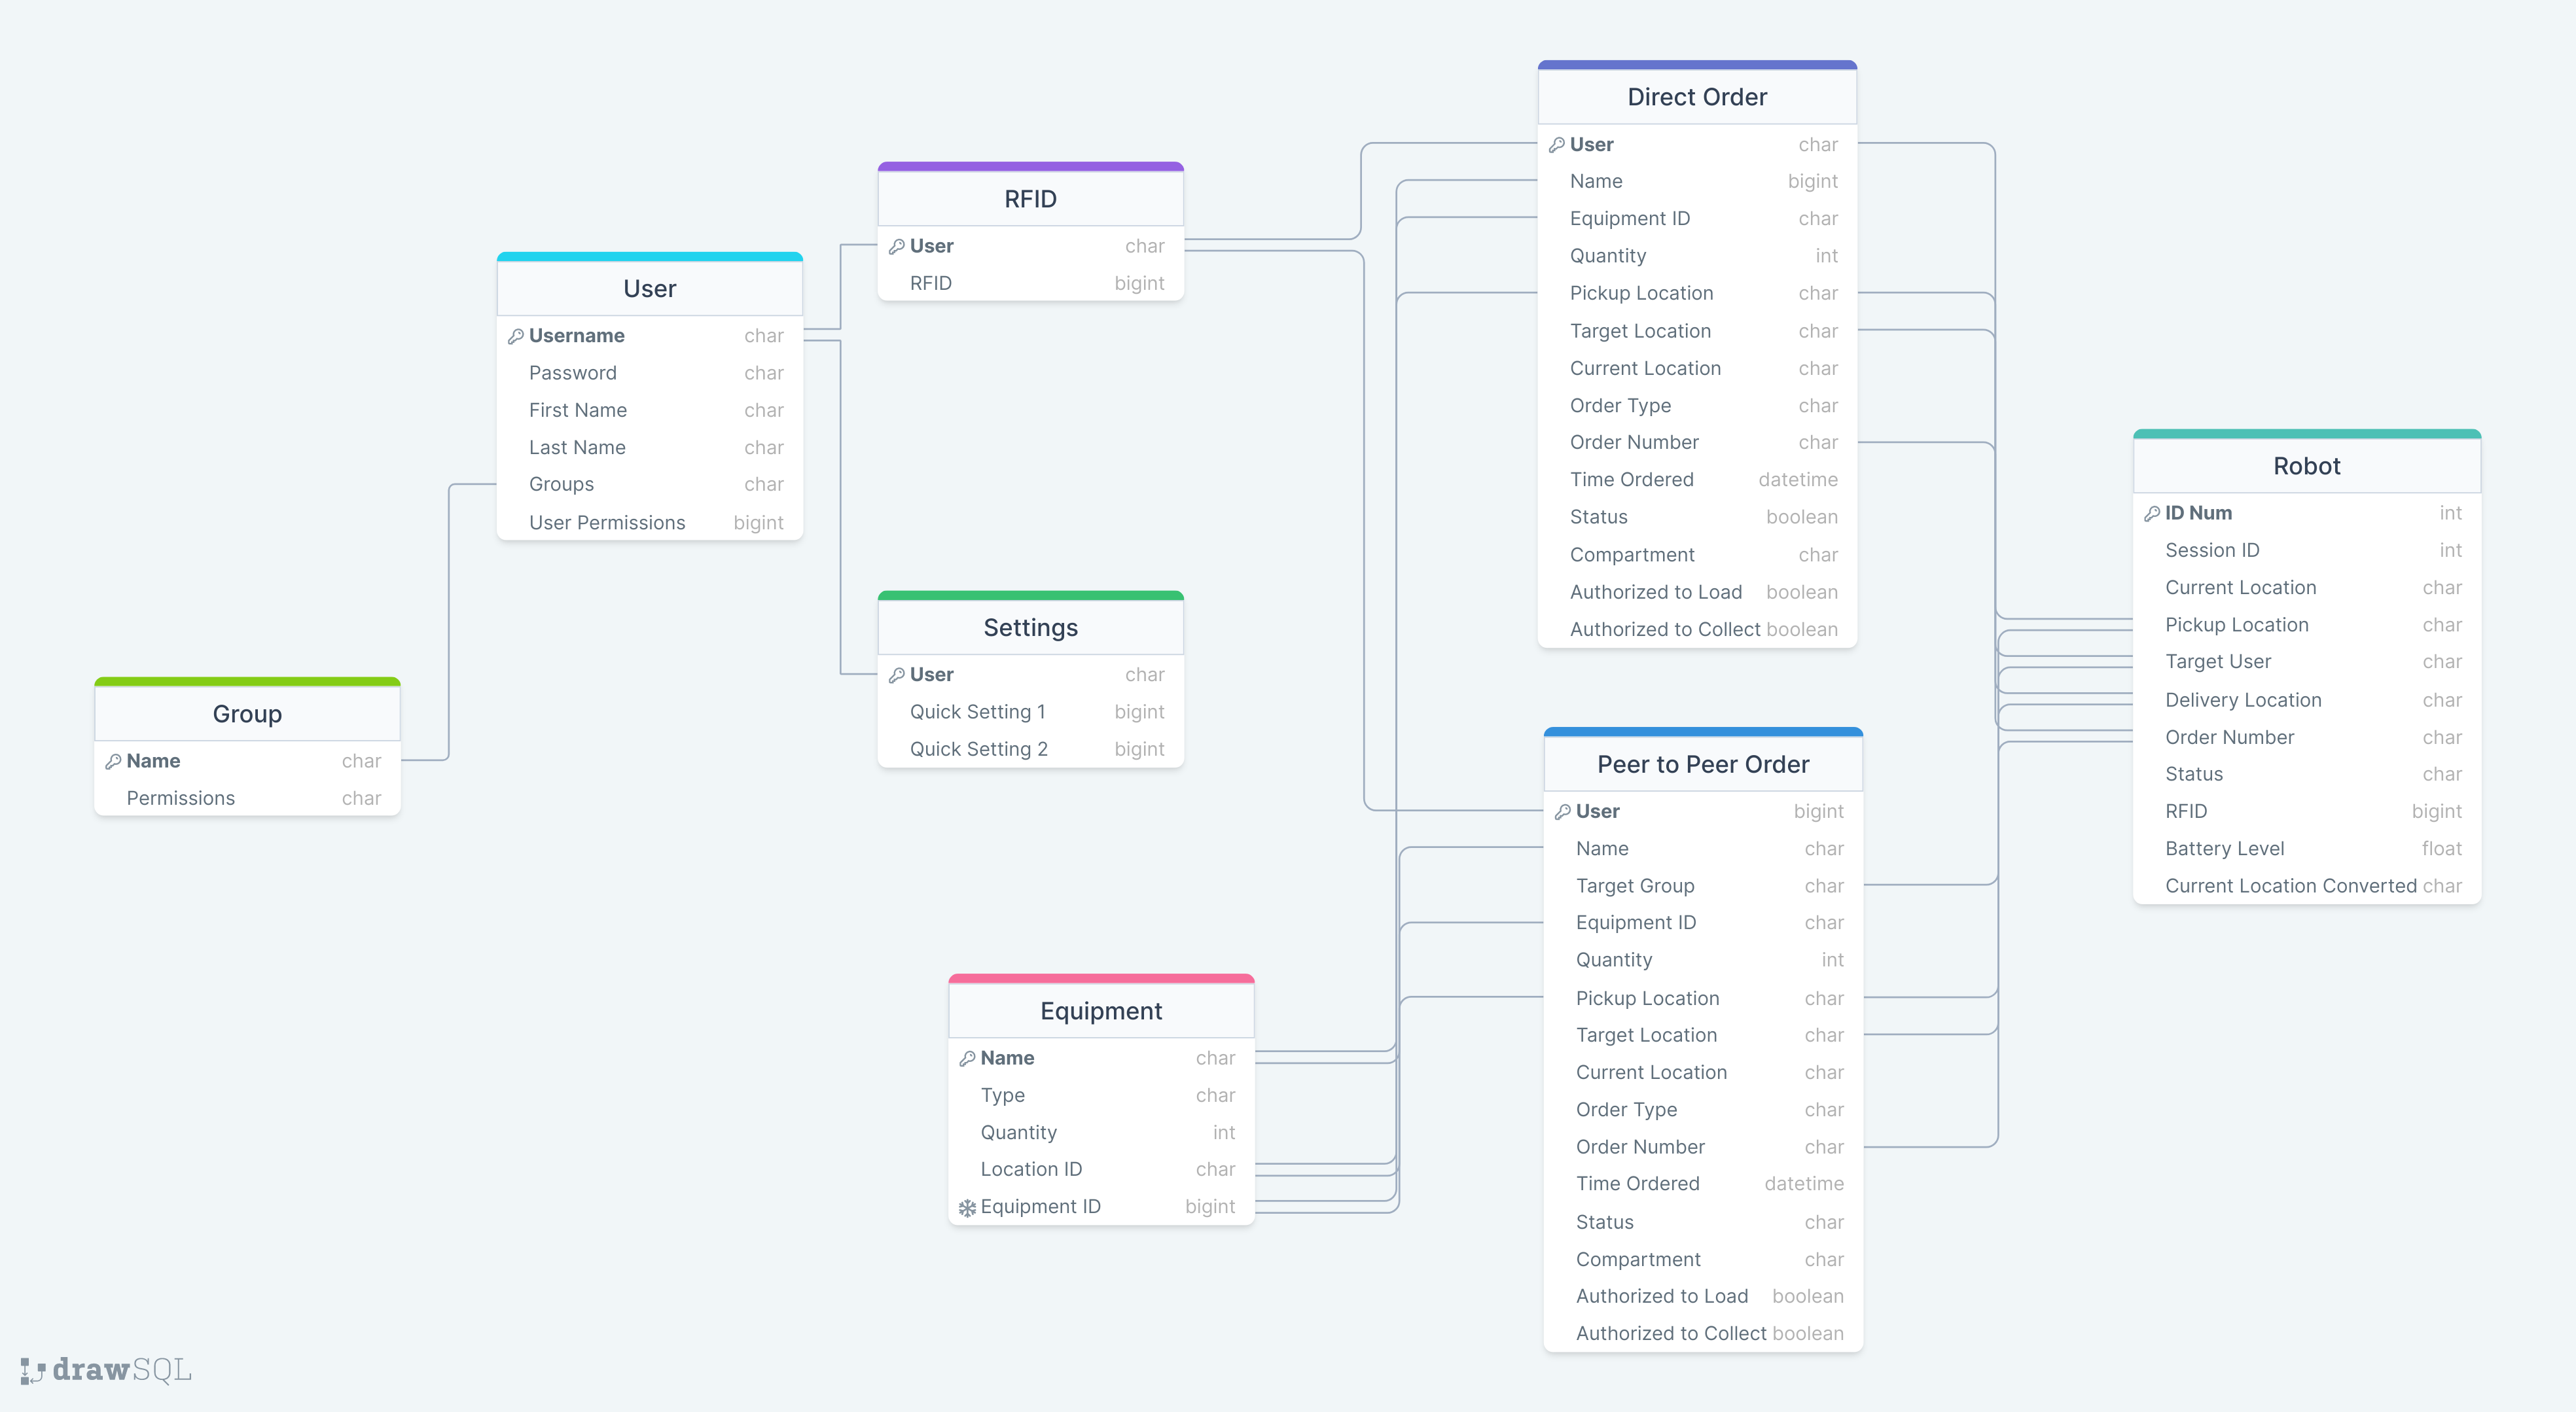 Group
Name char
Permissions char
User
Username char
Password char
First Name char
Last Name char
Groups char
User Permissions bigint
RFID
User char
RFID bigint
Settings
User char
Quick Setting 1 bigint
Quick Setting 2 bigint
Equipment
Name char
Type char
Quantity int
Location ID char
Equipment ID bigint
Direct Order
User char
Name bigint
Equipment ID char
Quantity int
Pickup Location char
Target Location char
Current Location char
Order Type char
Order Number char
Time Ordered datetime
Status boolean
Compartment char
Authorized to Load boolean
Authorized to Collect boolean
Peer to Peer Order
User bigint
Name char
Target Group char
Equipment ID char
Quantity int
Pickup Location char
Target Location char
Current Location char
Order Type char
Order Number char
Time Ordered datetime
Status char
Compartment char
Authorized to Load boolean
Authorized to Collect boolean
Robot
ID Num int
Session ID int
Current Location char
Pickup Location char
Target User char
Delivery Location char
Order Number char
Status char
RFID bigint
Battery Level float
Current Location Converted char
drawSQL